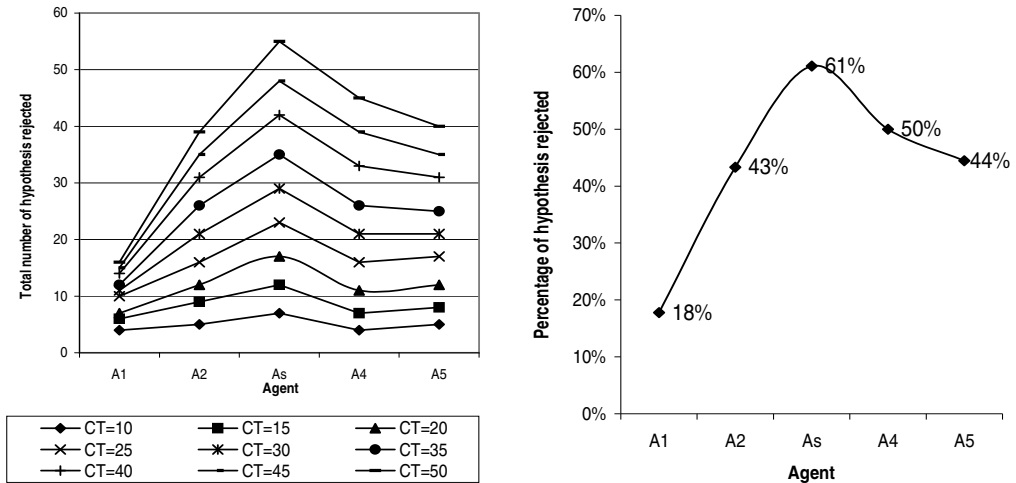 60
50
40
30
20
10
0
Total number of hypothesis rejected
A1 A2 As A4 A5
Agent
CT=10 CT=15 CT=20
CT=25 CT=30 CT=35
CT=40 CT=45 CT=50
70%
60%
50%
40%
30%
20%
10%
0%
Percentage of hypothesis rejected
61%
50%
43%
44%
18%
A1 A2 As A4 A5
Agent